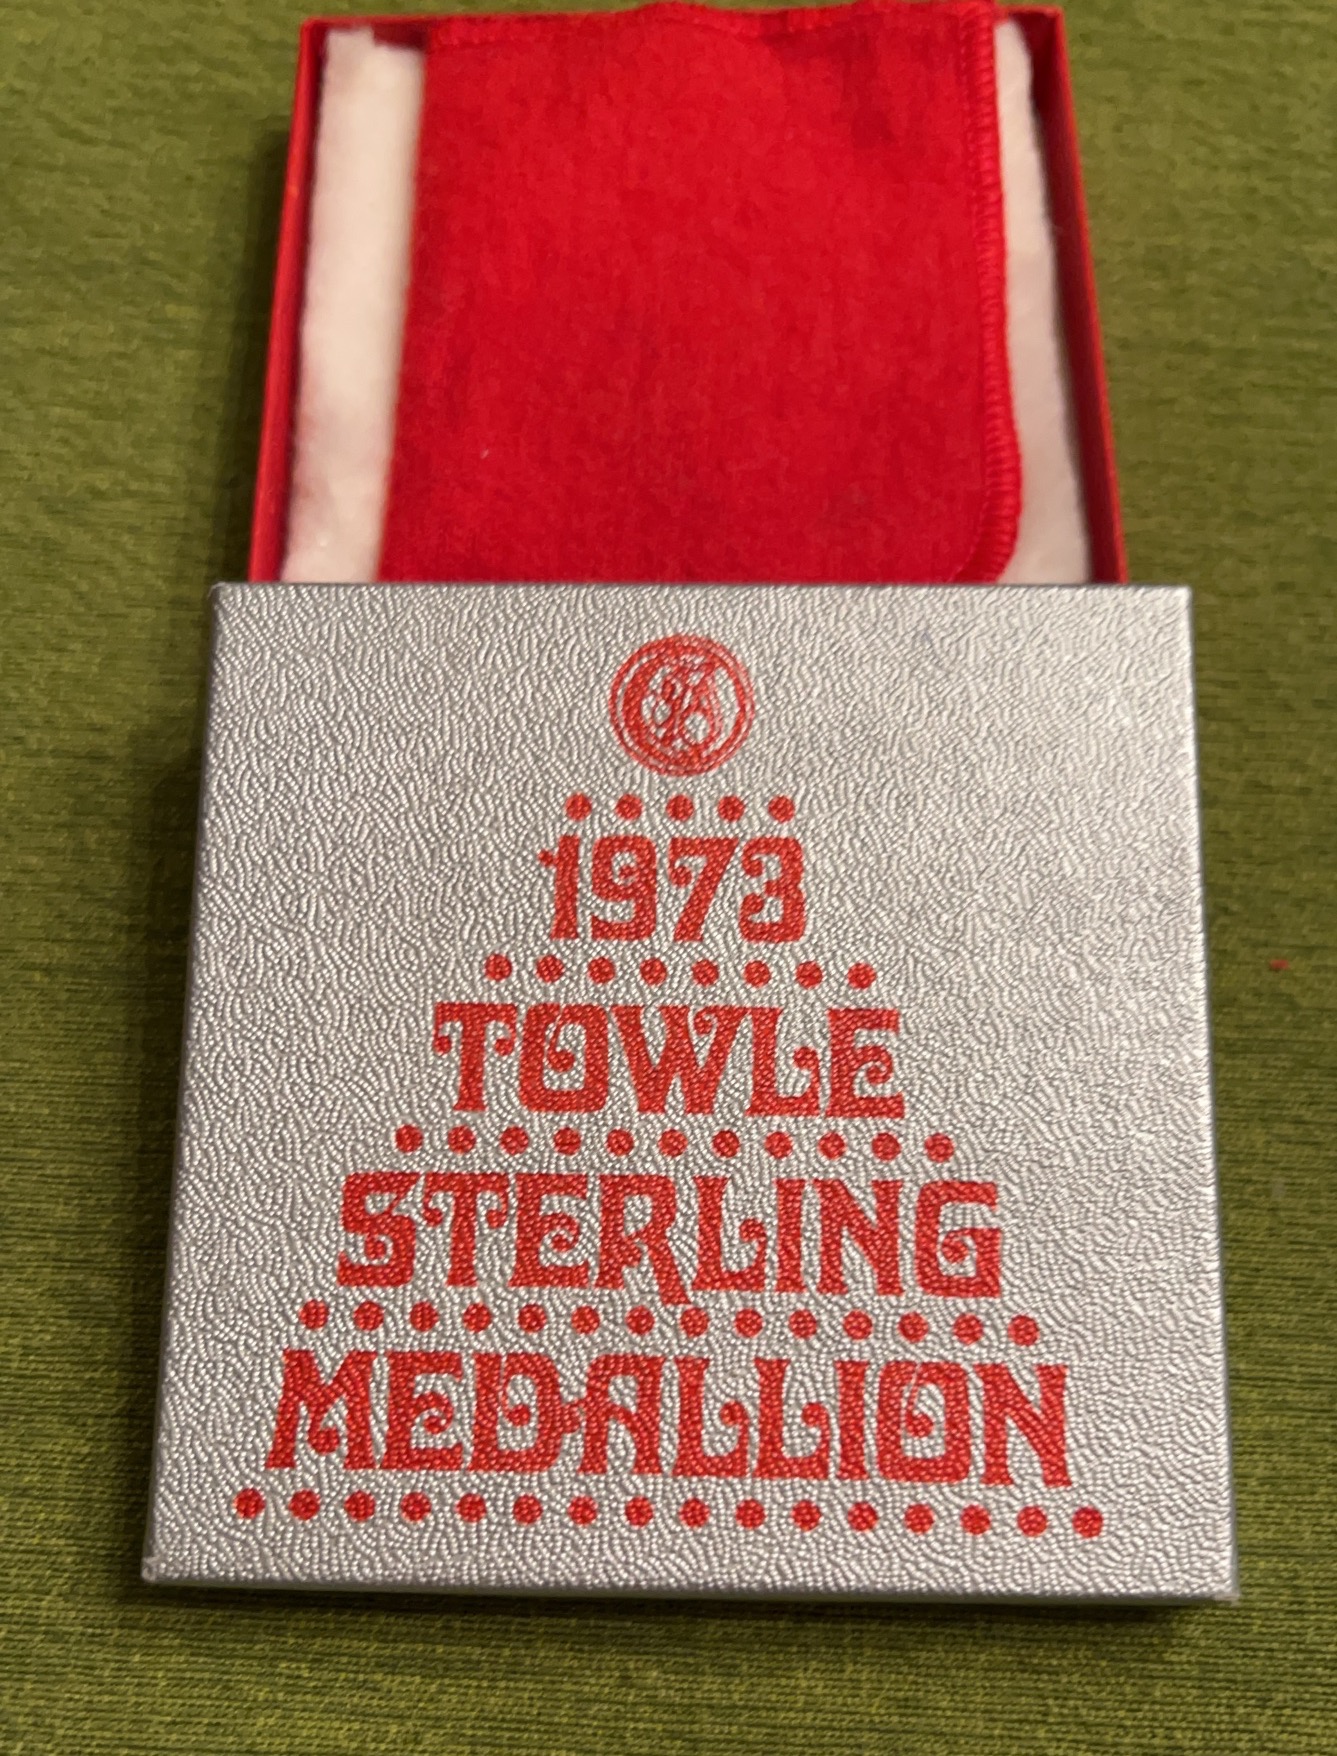 1973
TOWLE
STERLING
MEDALLION